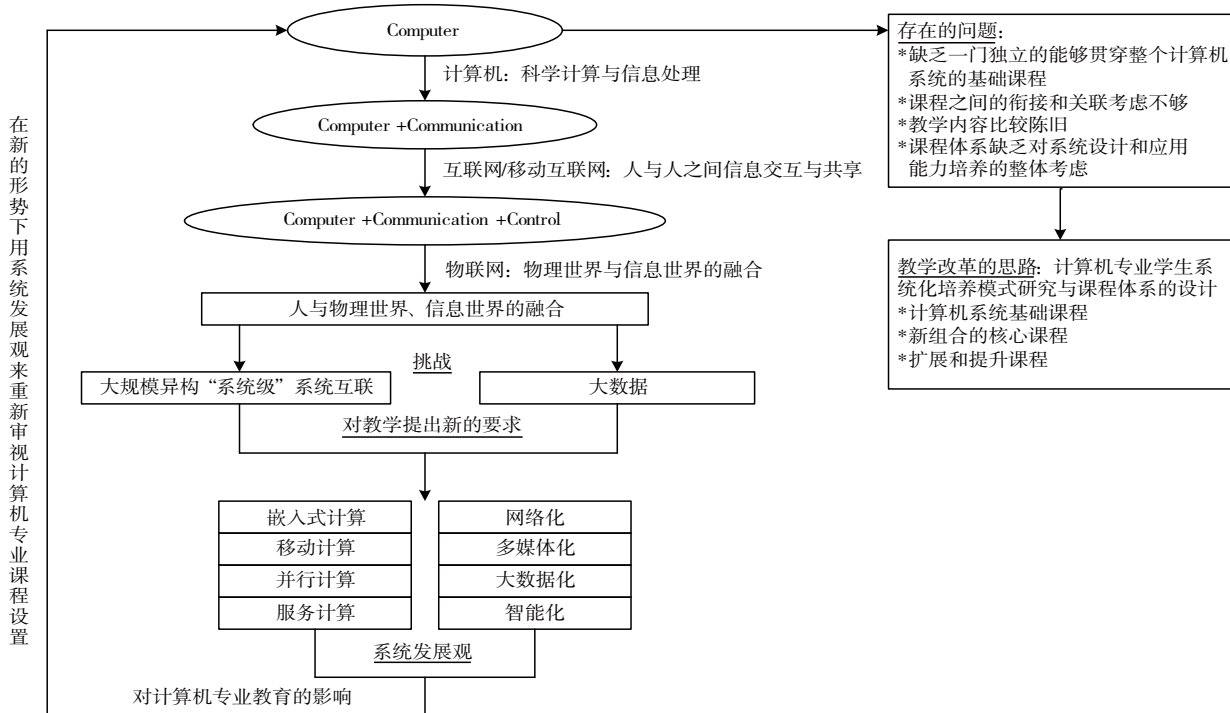 Computer
计算机：科学计算与信息处理
Computer +Communication
互联网/移动互联网：人与人之间信息交互与共享
Computer +Communication +Control
物联网：物理世界与信息世界的融合
人与物理世界、信息世界的融合
挑战
大规模异构“系统级”系统互联
大数据
对教学提出新的要求
嵌入式计算
移动计算
并行计算
服务计算
网络化
多媒体化
大数据化
智能化
系统发展观
对计算机专业教育的影响
在新的形势下用系统发展观来重新审视计算机专业课程设置
存在的问题：
*缺乏一门独立的能够贯穿整个计算机
系统的基础课程
*课程之间的衔接和关联考虑不够
*教学内容比较陈旧
*课程体系缺乏对系统设计和应用
能力培养的整体考虑
教学改革的思路：计算机专业学生系
统化培养模式研究与课程体系的设计
*计算机系统基础课程
*新组合的核心课程
*扩展和提升课程